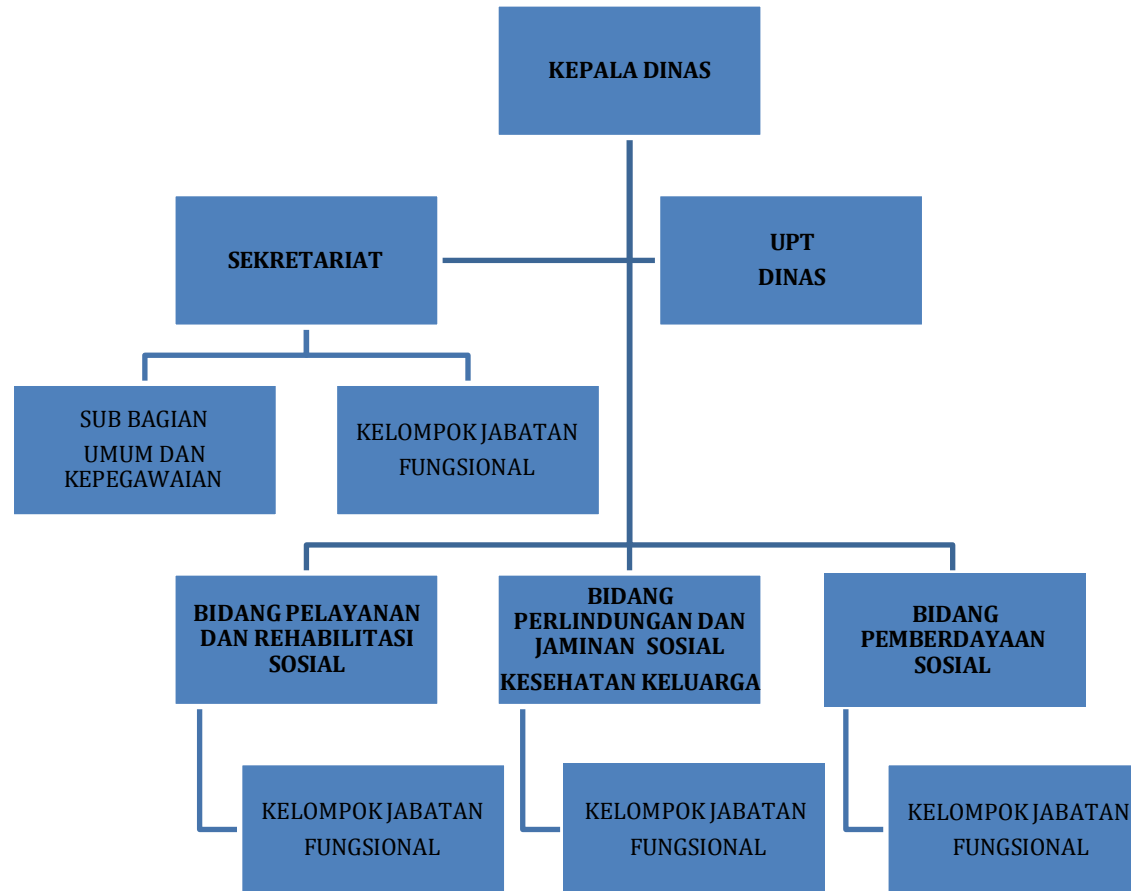 KEPALA DINAS
SEKRETARIAT
UPT
DINAS
SUB BAGIAN
UMUM DAN
KEPEGAWAIAN
KELOMPOK JABATAN
FUNGSIONAL
BIDANG PELAYANAN
DAN REHABILITASI
SOSIAL
BIDANG
PERLINDUNGAN DAN
JAMINAN SOSIAL
KESEHATAN KELUARGA
BIDANG
PEMBERDAYAAN
SOSIAL
KELOMPOK JABATAN
FUNGSIONAL
KELOMPOK JABATAN
FUNGSIONAL
KELOMPOK JABATAN
FUNGSIONAL